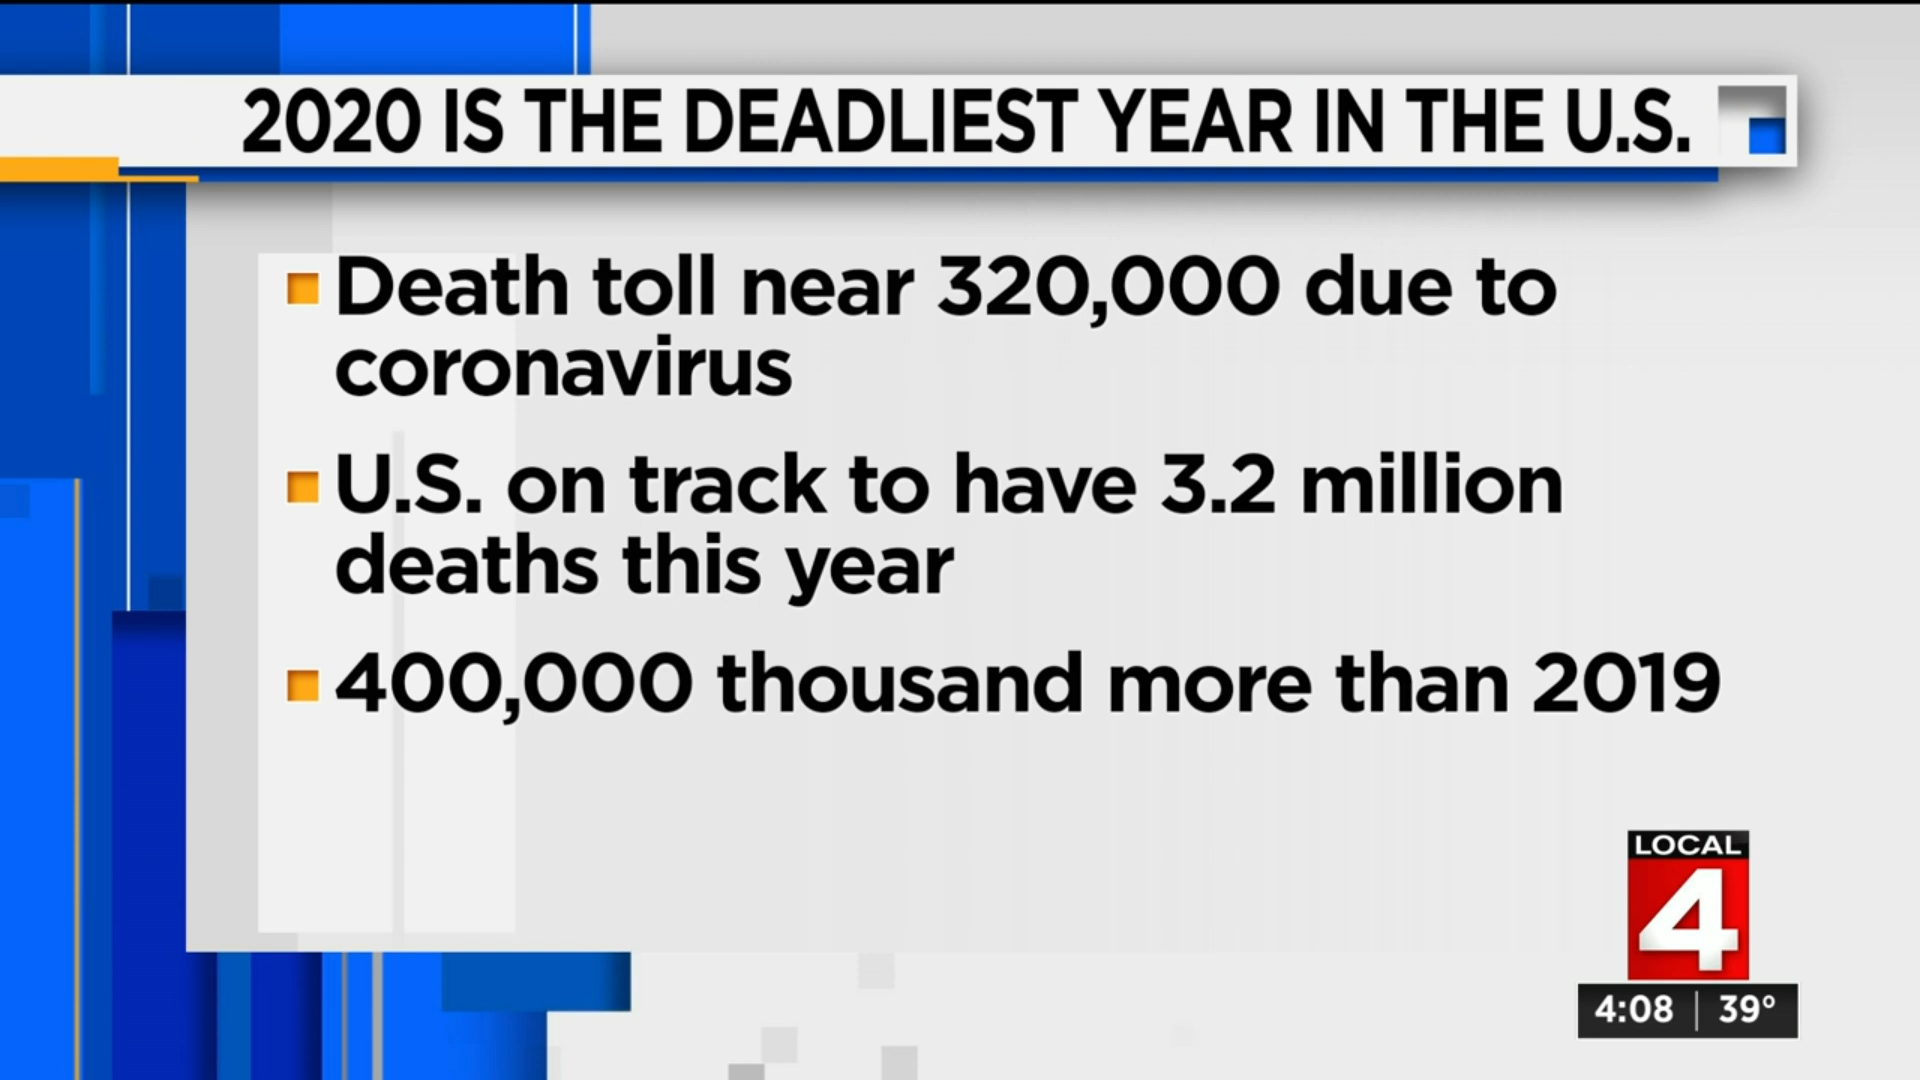 2020 IS THE DEADLIEST YEAR IN THE U.S.
Death toll near 320,000 due to
coronavirus
U.S. on track to have 3.2 million
deaths this year
400,000 thousand more than 2019
LOCAL
4
4:08 | 39°